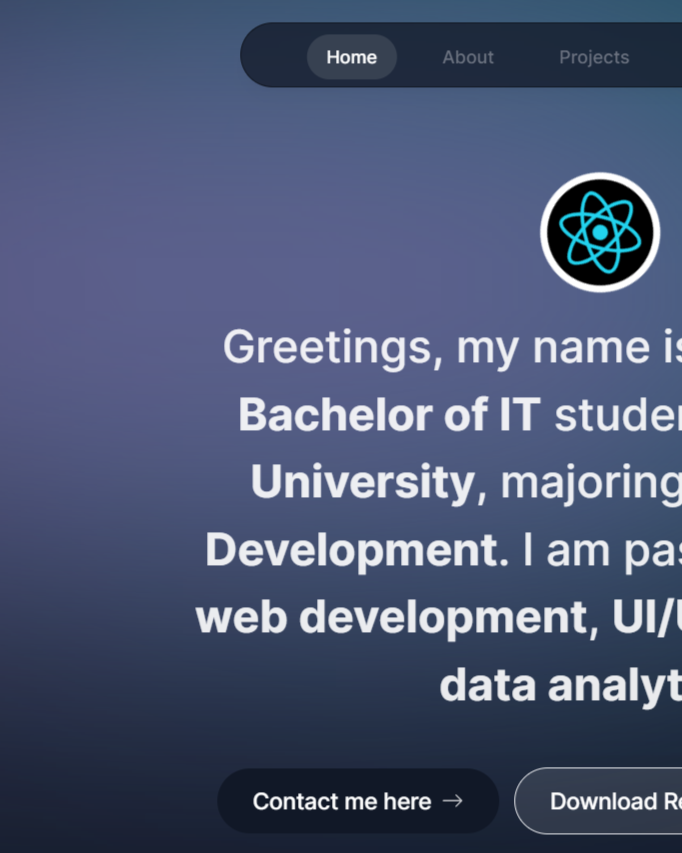 Home About Projects
Greetings, my name is
Bachelor of IT
University, majoring
Development. I am
web development,
data
Contact me here →
Download